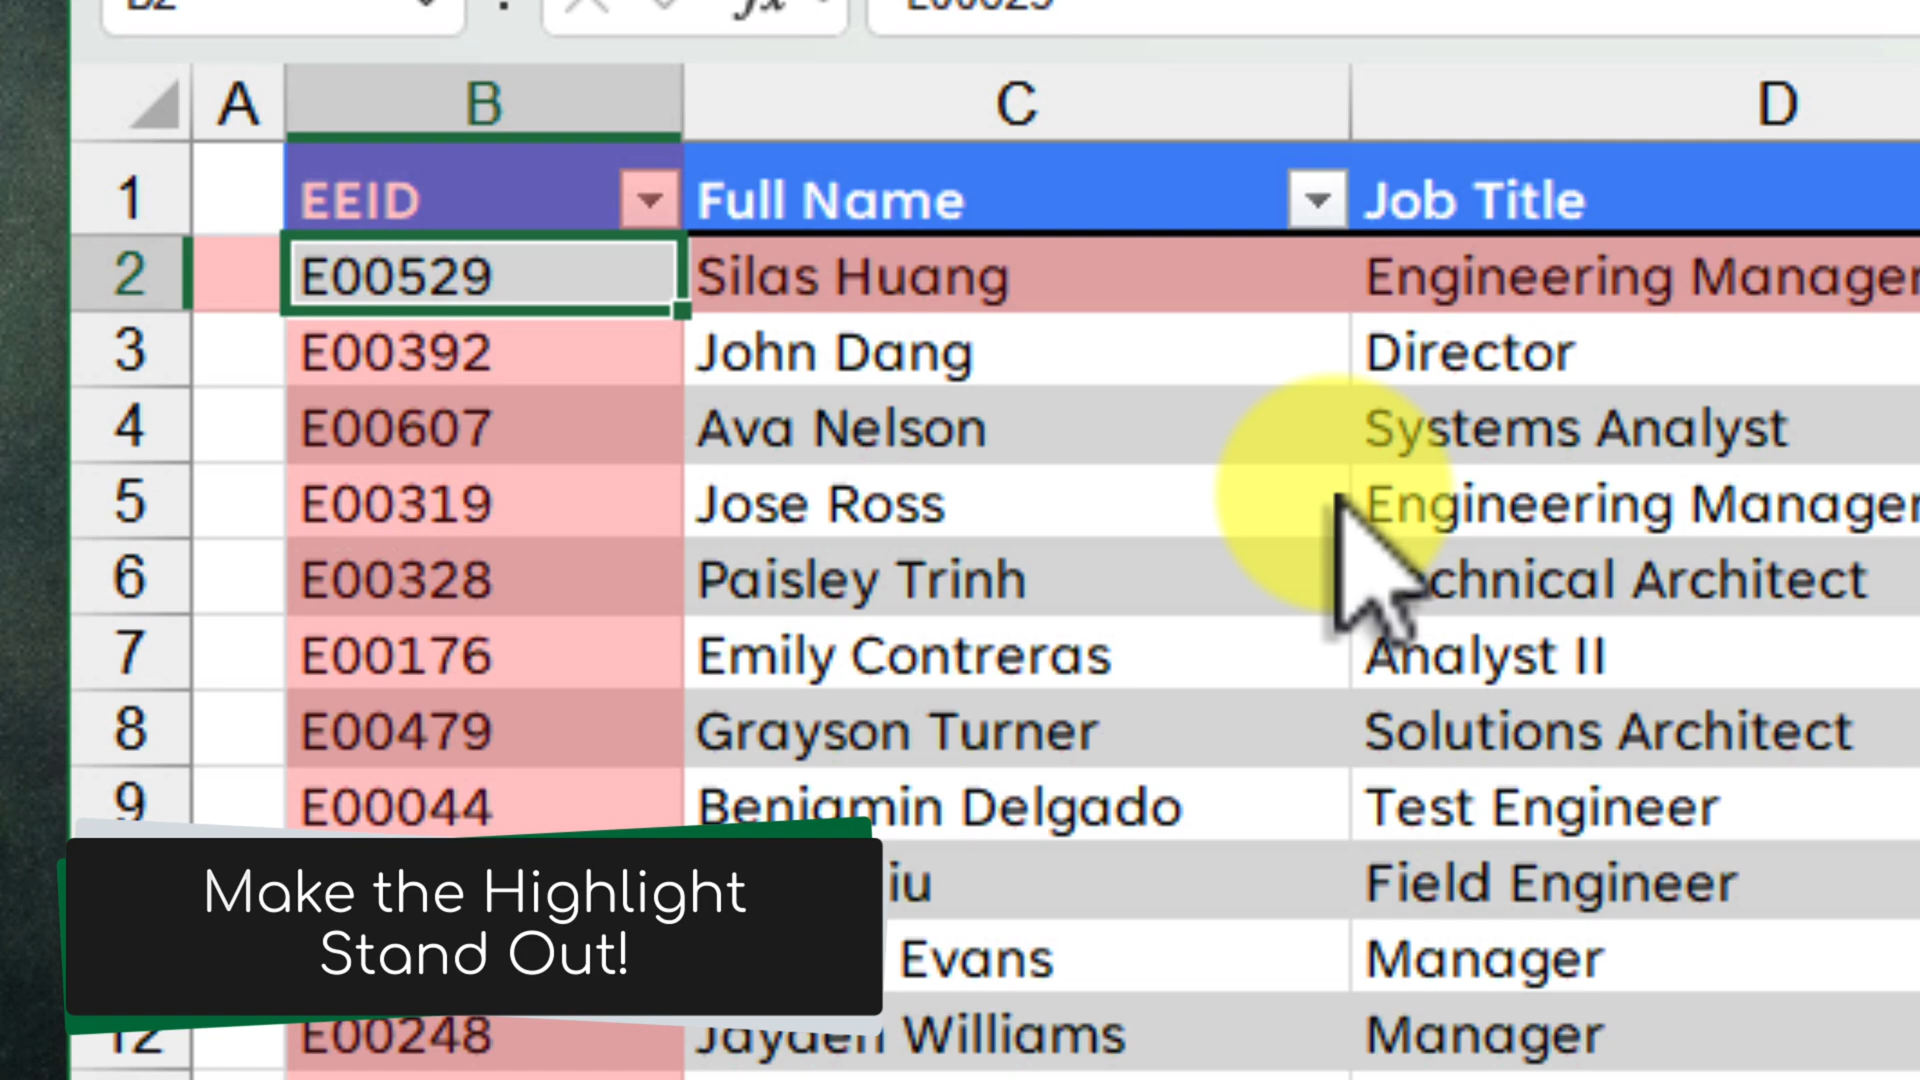 fx
A B C D
1 EEID Full Name Job Title
2 E00529 Silas Huang Engineering Manager
3 E00392 John Dang Director
4 E00607 Ava Nelson Systems Analyst
5 E00319 Jose Ross Engineering Manager
6 E00328 Paisley Trinh chnical Architect
7 E00176 Emily Contreras Analyst II
8 E00479 Grayson Turner Solutions Architect
9 E00044 Benjamin Delgado Test Engineer
iu Field Engineer
Evans Manager
12 E00248 Jayden Williams Manager
Make the Highlight
Stand Out!